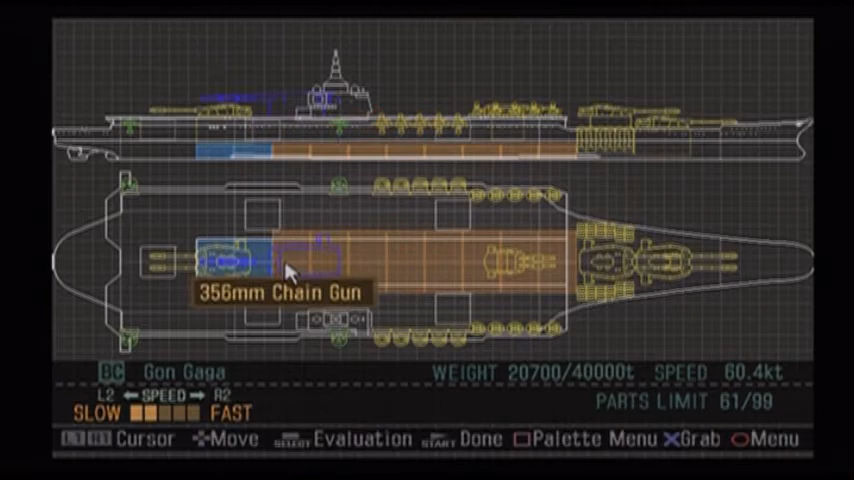 356mm Chain Gun
BC Gon Gaga WEIGHT 20700/40000t SPEED 60.4kt
L2 ←SPEED→ R2 PARTS LIMIT 61/99
SLOW FAST
L1 R1 Cursor Move SELECT Evaluation START Done Palette Menu Grab Menu